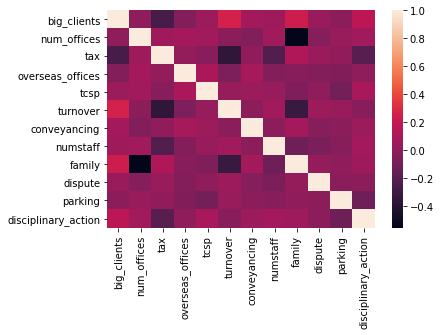 big_clients
num_offices
tax
overseas_offices
tcsp
turnover
conveyancing
numstaff
family
dispute
parking
disciplinary_action
big_clients
num_offices
tax
overseas_offices
tcsp
turnover
conveyancing
numstaff
family
dispute
parking
disciplinary_action
1.0
0.8
0.6
0.4
0.2
0.0
−0.2
−0.4